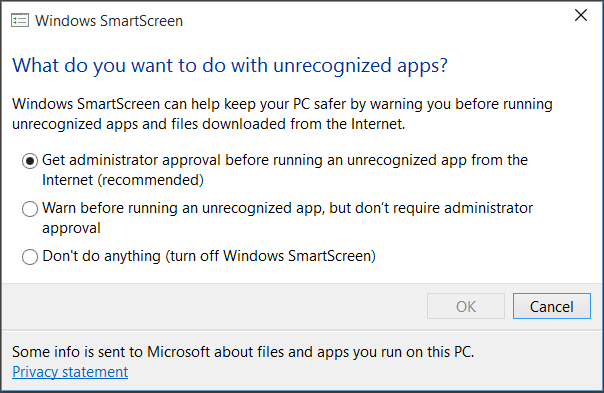 Windows SmartScreen
What do you want to do with unrecognized apps?
Windows SmartScreen can help keep your PC safer by warning you before running
unrecognized apps and files downloaded from the Internet.
Get administrator approval before running an unrecognized app from the
Internet (recommended)
Warn before running an unrecognized app, but don't require administrator
approval
Don't do anything (turn off Windows SmartScreen)
OK
Cancel
Some info is sent to Microsoft about files and apps you run on this PC.
Privacy statement